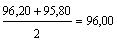 96,20 + 95,80
2
= 96,00